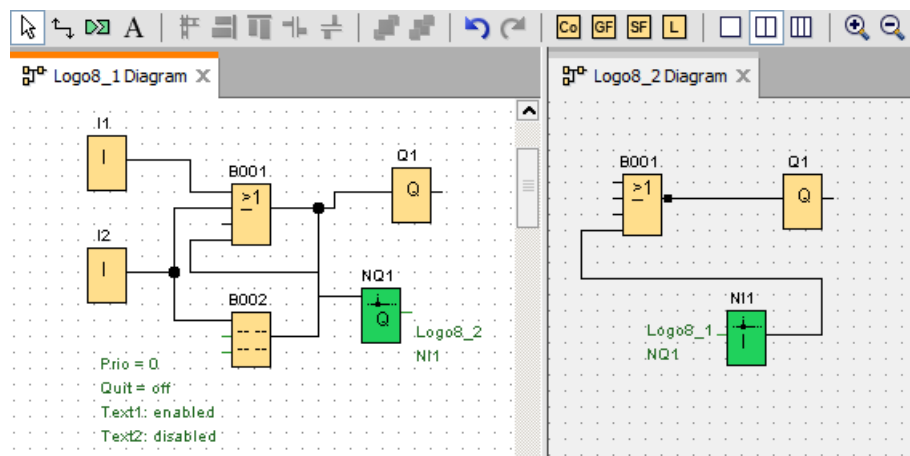 A Co GF SF L
Logo8_1 Diagram X
Logo8_2 Diagram X
I1
I
I2
I
B001
>1
B002
Q1
Q
NQ1
Q
Logo8_2
NI1
Prio = 0
Quit = off
Text1: enabled
Text2: disabled
B001
>1
Q1
Q
NI1
I
Logo8_1
NQ1